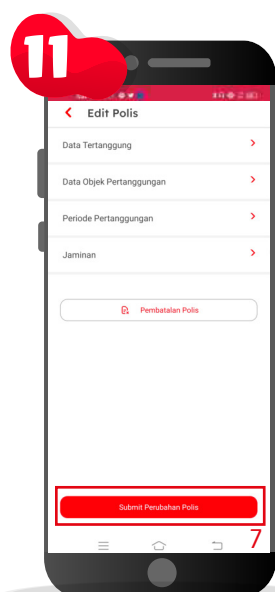 11
Edit Polis
Data Tertanggung
Data Objek Pertanggungan
Periode Pertanggungan
Jaminan
Pembatalan Polis
Submit Perubahan Polis
7